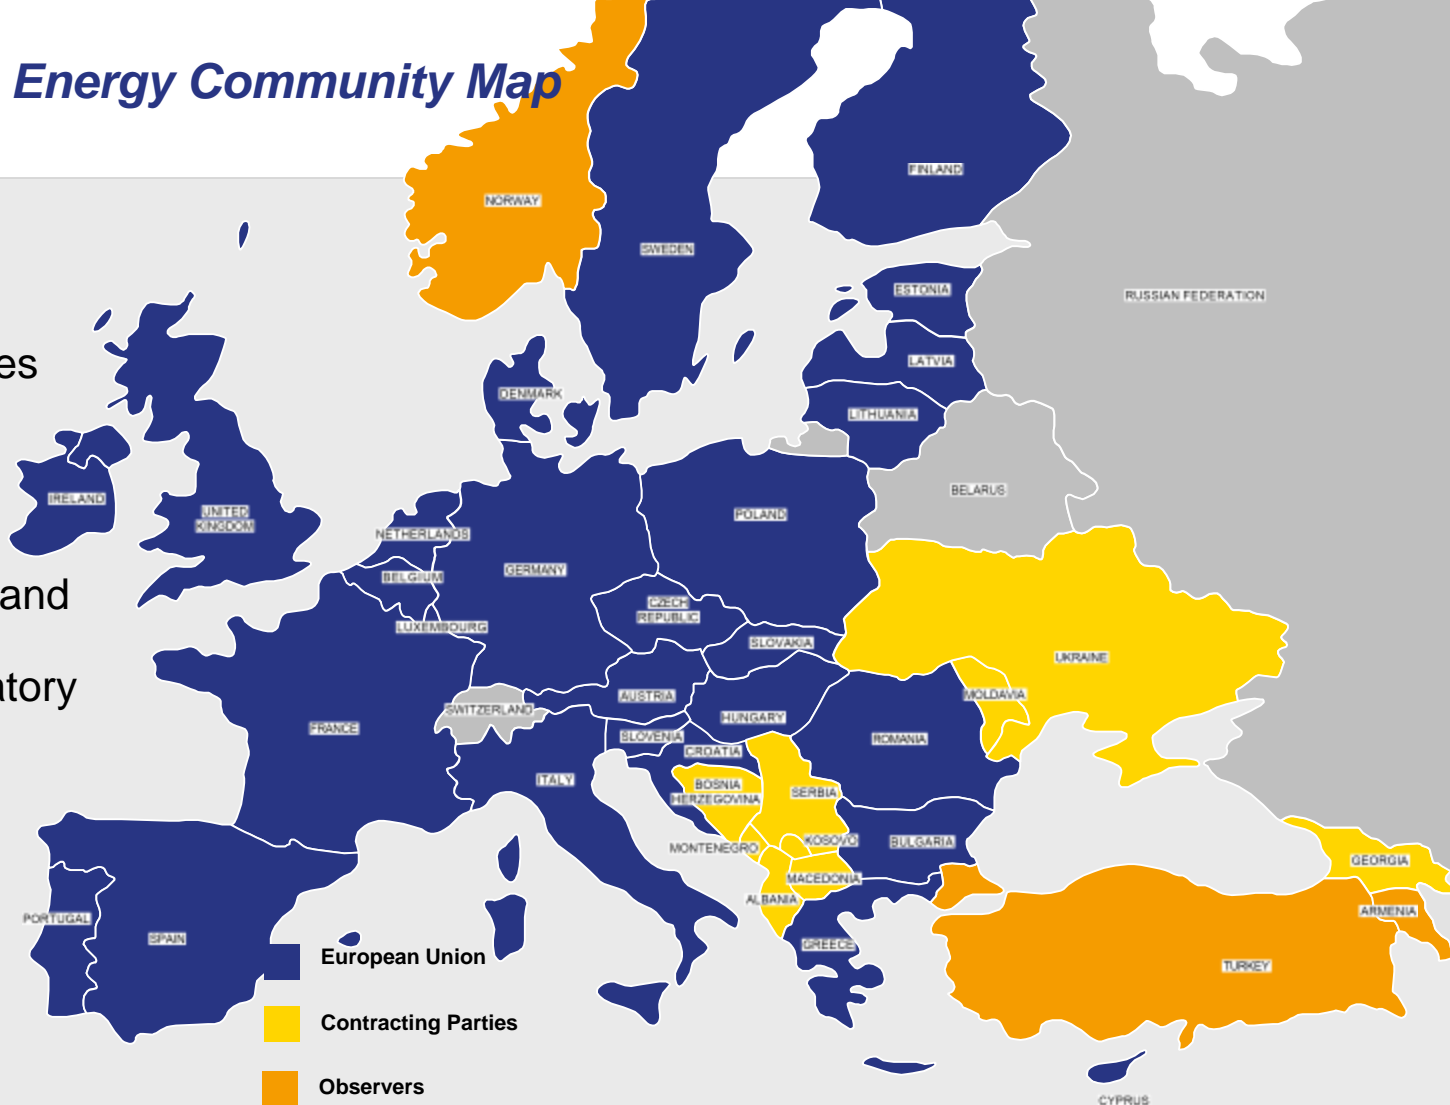 Energy Community Map
FINLAND
NORWAY
SWEDEN
ESTONIA
RUSSIAN FEDERATION
es
LATVIA
DENMARK
LITHUANIA
BELARUS
IRELAND
UNITED
KINGDOM
POLAND
NETHERLANDS
GERMANY
BELGIUM
and
CZECH
REPUBLIC
LUXEMBOURG
SLOVAKIA
UKRAINE
atory
AUSTRIA
MOLDAVIA
SWITZERLAND
HUNGARY
FRANCE
SLOVENIA
ROMANIA
CROATIA
ITALY
BOSNIA
HERZEGOVINA
SERBIA
MONTENEGRO
KOSOVO
BULGARIA
GEORGIA
MACEDONIA
ALBANIA
ARMENIA
PORTUGAL
SPAIN
GREECE
European Union
TURKEY
Contracting Parties
Observers
CYPRUS